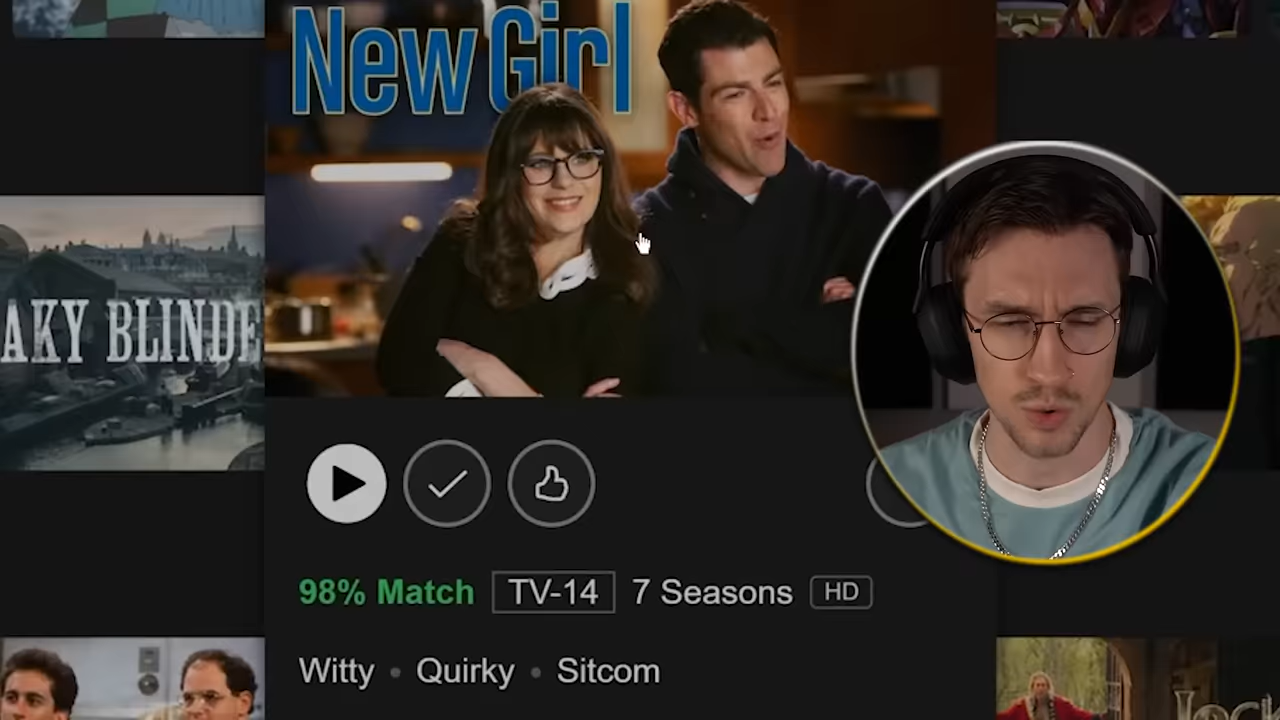 New Girl
AKY BLINDE
98% Match TV-14 7 Seasons HD
Witty • Quirky • Sitcom